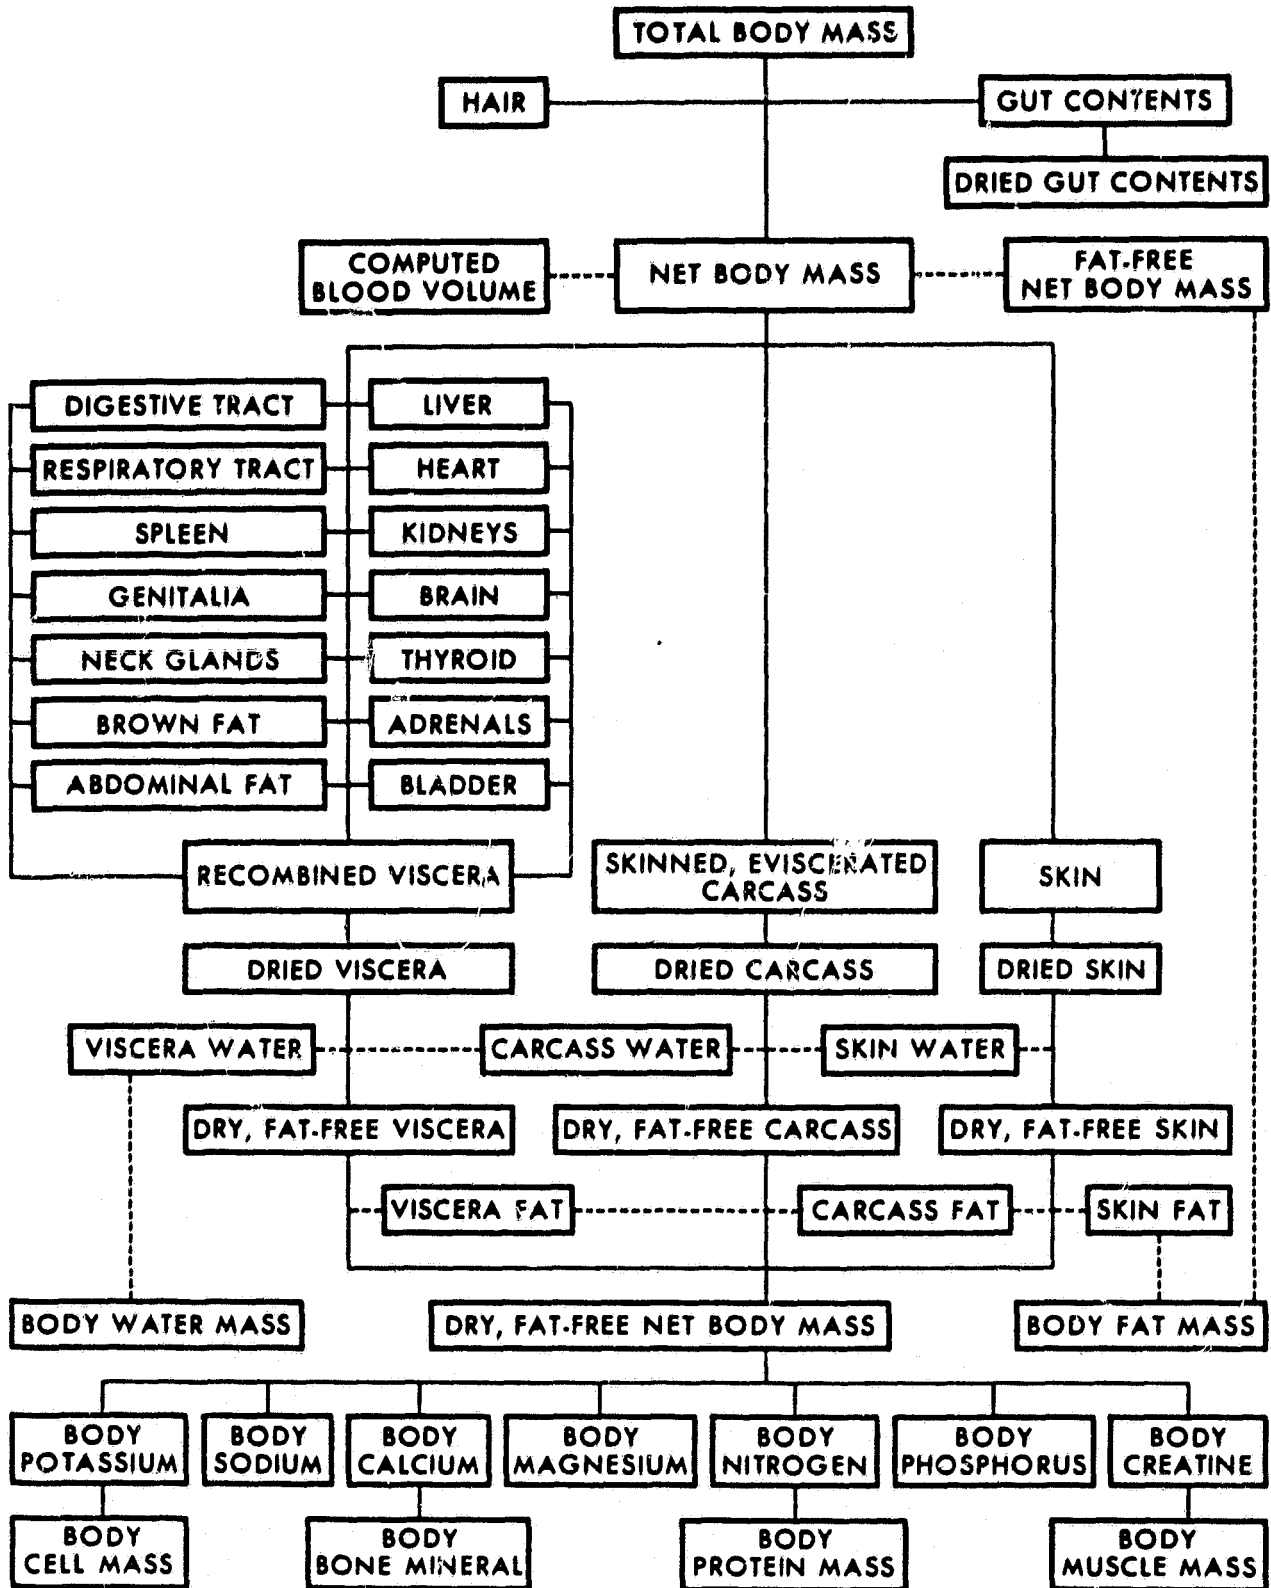 TOTAL BODY MASS
HAIR
GUT CONTENTS
DRIED GUT CONTENTS
COMPUTED
BLOOD VOLUME
NET BODY MASS
FAT-FREE
NET BODY MASS
DIGESTIVE TRACT
LIVER
RESPIRATORY TRACT
HEART
SPLEEN
KIDNEYS
GENITALIA
BRAIN
NECK GLANDS
THYROID
BROWN FAT
ADRENALS
ABDOMINAL FAT
BLADDER
RECOMBINED VISCERA
SKINNED, EVISCERATED
CARCASS
SKIN
DRIED VISCERA
DRIED CARCASS
DRIED SKIN
VISCERA WATER
CARCASS WATER
SKIN WATER
DRY, FAT-FREE VISCERA
DRY, FAT-FREE CARCASS
DRY, FAT-FREE SKIN
VISCERA FAT
CARCASS FAT
SKIN FAT
BODY WATER MASS
DRY, FAT-FREE NET BODY MASS
BODY FAT MASS
BODY
POTASSIUM
BODY
SODIUM
BODY
CALCIUM
BODY
MAGNESIUM
BODY
NITROGEN
BODY
PHOSPHORUS
BODY
CREATINE
BODY
CELL MASS
BODY
BONE MINERAL
BODY
PROTEIN MASS
BODY
MUSCLE MASS